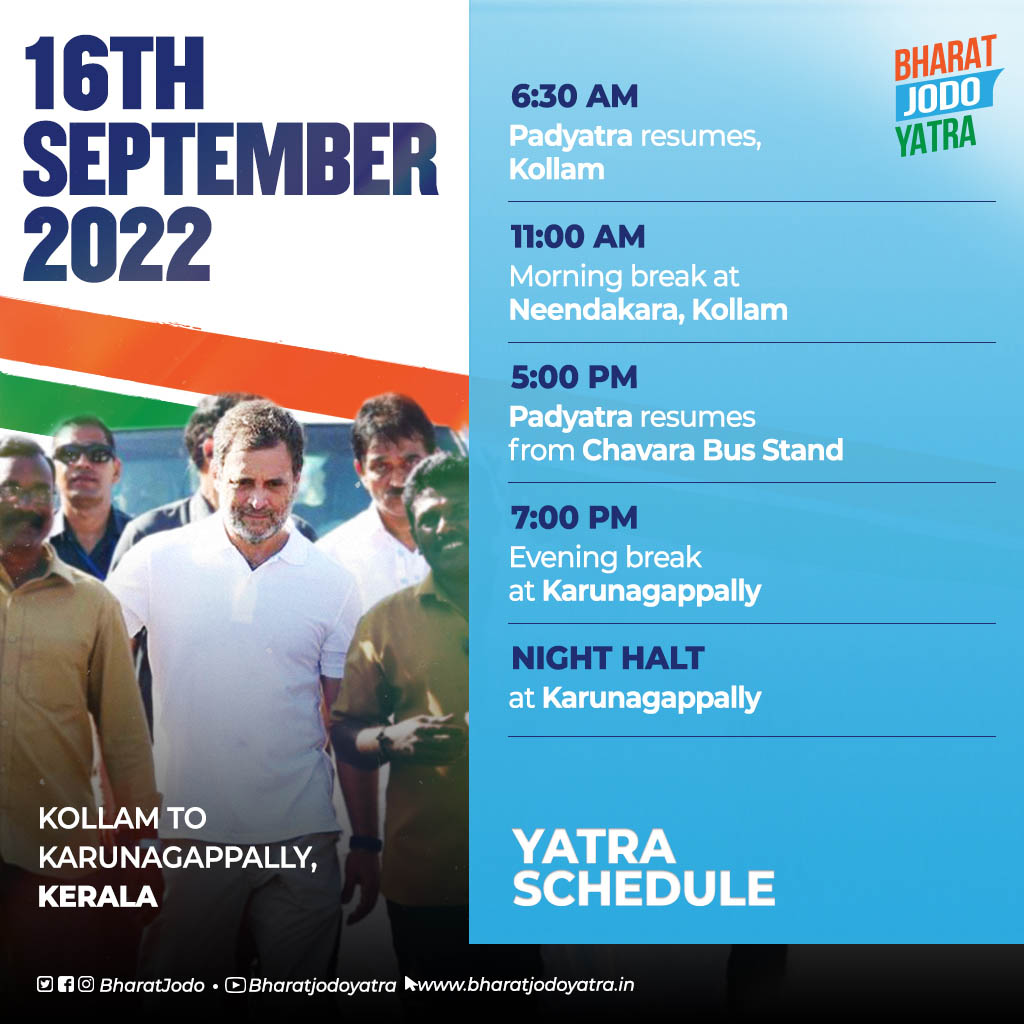 16TH
SEPTEMBER
2022
KOLLAM TO
KARUNAGAPPALLY,
KERALA
BHARAT
JODO
YATRA
6:30 AM
Padyatra resumes,
Kollam
11:00 AM
Morning break at
Neendakara, Kollam
5:00 PM
Padyatra resumes
from Chavara Bus Stand
7:00 PM
Evening break
at Karunagappally
NIGHT HALT
at Karunagappally
YATRA
SCHEDULE
BharatJodo • Bharatjodoyatra www.bharatjodoyatra.in